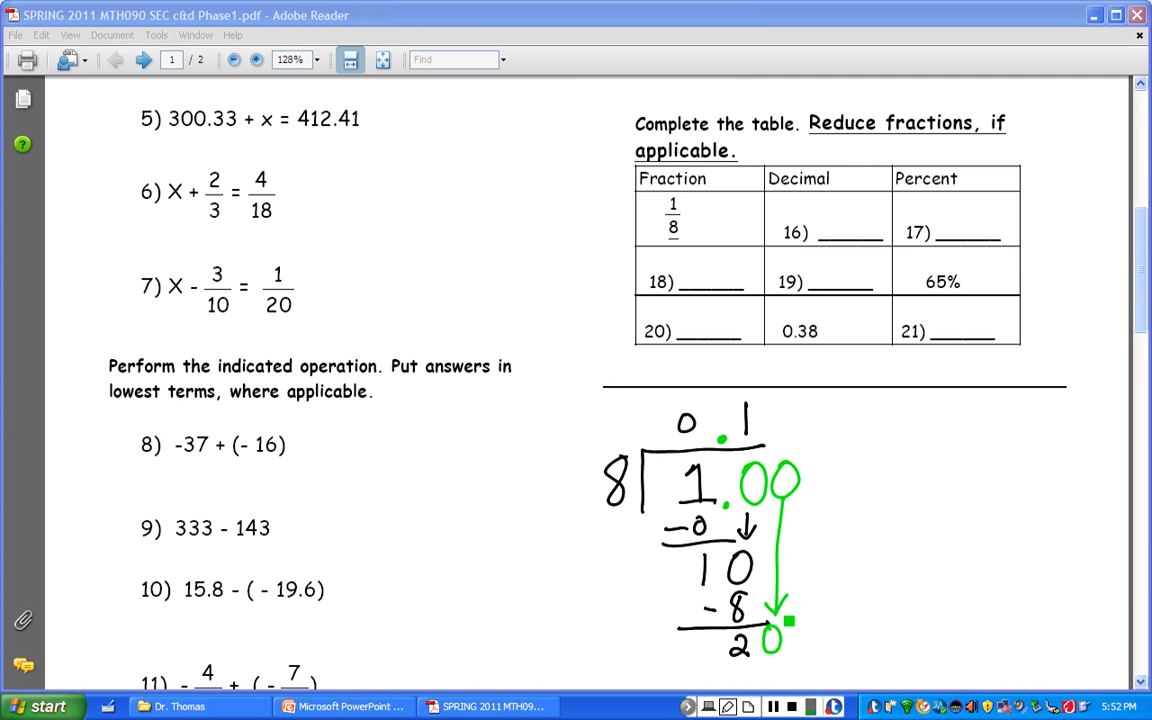 SPRING 2011 MTH090 SEC c&d Phase1.pdf - Adobe Reader
File Edit View Document Tools Window Help
1 / 2 128% Find
5) 300.33 + x = 412.41
6) X + 2/3 = 4/18
7) X - 3/10 = 1/20
Perform the indicated operation. Put answers in
lowest terms, where applicable.
8) -37 + (- 16)
9) 333 - 143
10) 15.8 - ( - 19.6)
11) - 4 + ( - 7 )
Complete the table. Reduce fractions, if
applicable.
Fraction Decimal Percent
1/8 16) ______ 17) ______
18) ______ 19) ______ 65%
20) ______ 0.38 21) ______
0.1
8 1.00
-0
10
-8
20
start Dr. Thomas Microsoft PowerPoint ... SPRING 2011 MTH09... 5:52 PM